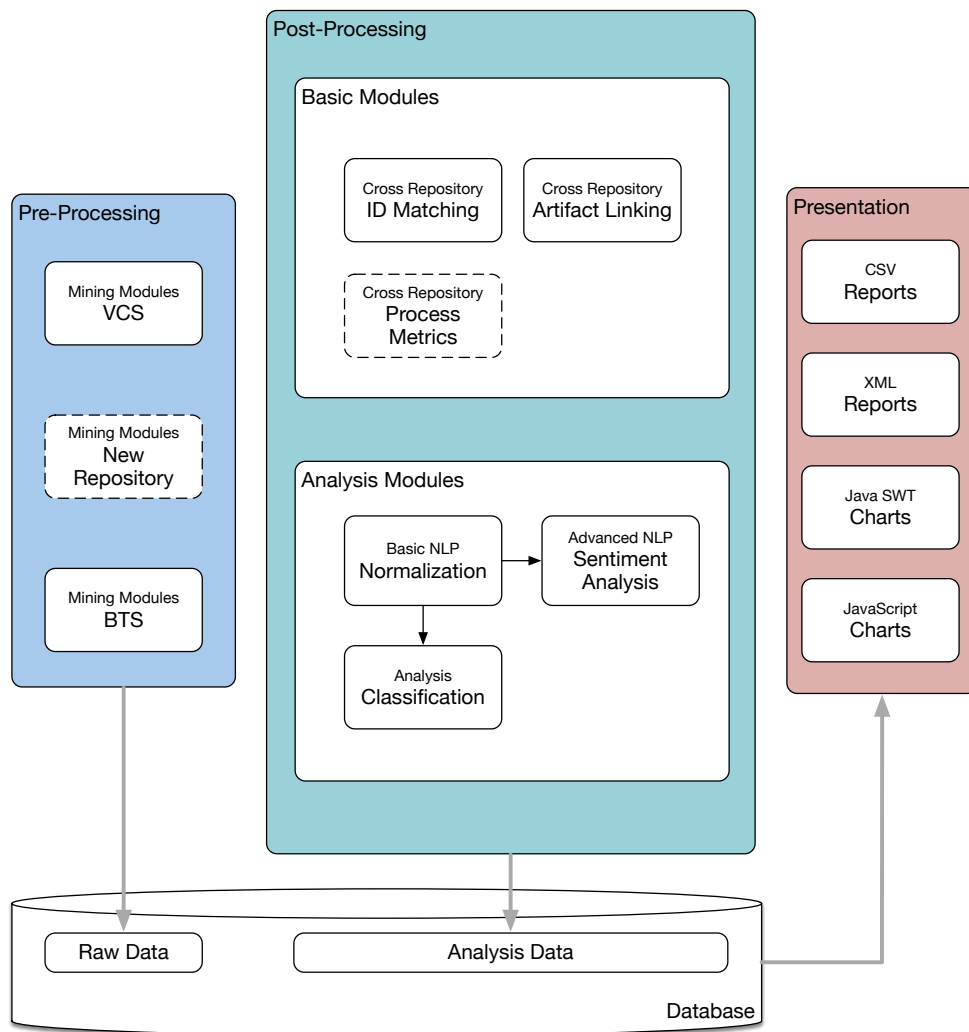 Pre-Processing
Mining Modules
VCS
Mining Modules
New
Repository
Mining Modules
BTS
Post-Processing
Basic Modules
Cross Repository
ID Matching
Cross Repository
Artifact Linking
Cross Repository
Process
Metrics
Analysis Modules
Basic NLP
Normalization
Advanced NLP
Sentiment
Analysis
Analysis
Classification
Presentation
CSV
Reports
XML
Reports
Java SWT
Charts
JavaScript
Charts
Raw Data
Analysis Data
Database